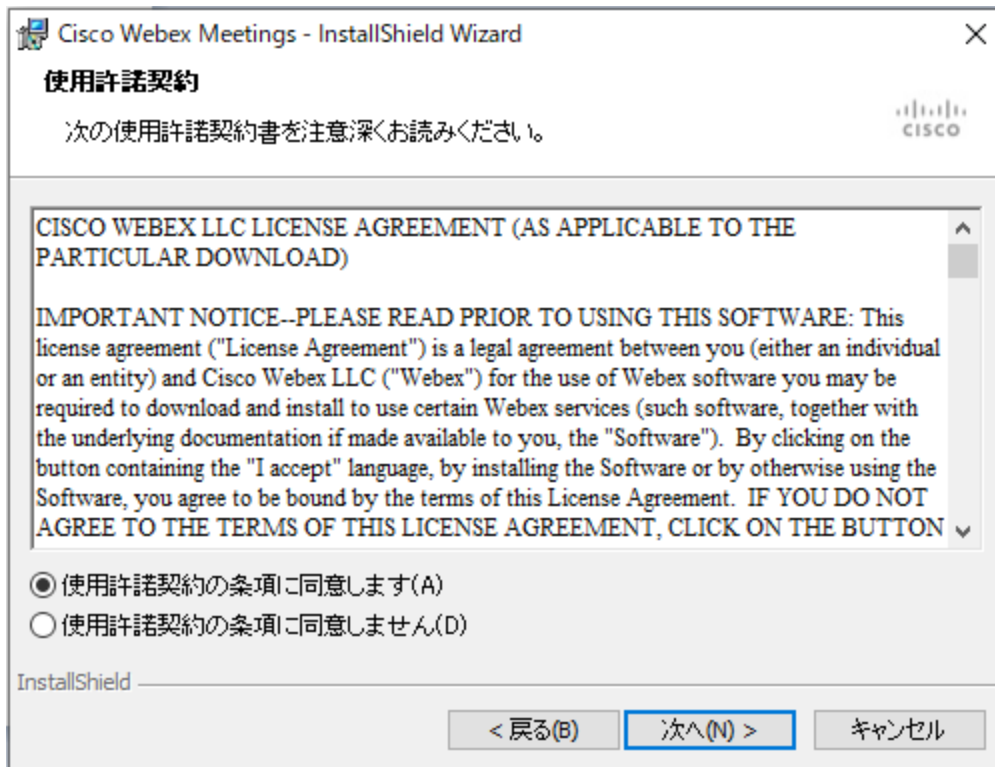 Cisco Webex Meetings - InstallShield Wizard
使用許諾契約
次の使用許諾契約書を注意深くお読みください。
CISCO
CISCO WEBEX LLC LICENSE AGREEMENT (AS APPLICABLE TO THE
PARTICULAR DOWNLOAD)
IMPORTANT NOTICE--PLEASE READ PRIOR TO USING THIS SOFTWARE: This
license agreement ("License Agreement") is a legal agreement between you (either an individual
or an entity) and Cisco Webex LLC ("Webex") for the use of Webex software you may be
required to download and install to use certain Webex services (such software, together with
the underlying documentation if made available to you, the "Software").  By clicking on the
button containing the "I accept" language, by installing the Software or by otherwise using the
Software, you agree to be bound by the terms of this License Agreement.  IF YOU DO NOT
AGREE TO THE TERMS OF THIS LICENSE AGREEMENT, CLICK ON THE BUTTON
使用許諾契約の条項に同意します(A)
使用許諾契約の条項に同意しません(D)
InstallShield
< 戻る(B)
次へ(N) >
キャンセル